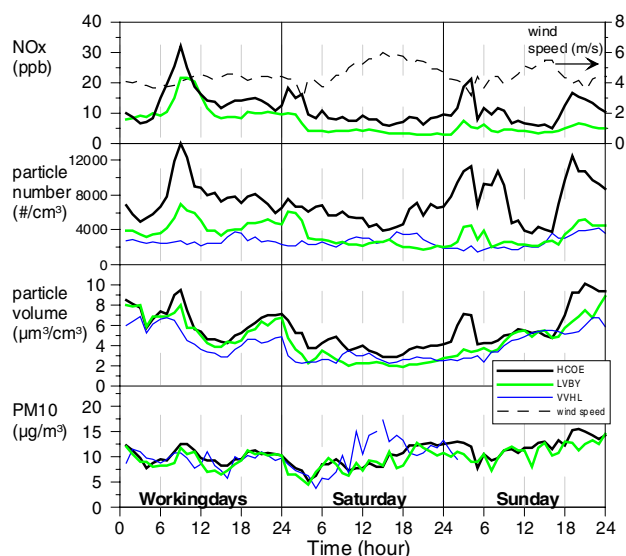 NOx
(ppb)
40
30
20
10
0
wind
speed (m/s)
8
6
4
2
0
particle
number
(#/cm³)
12000
8000
4000
0
particle
volume
(µm³/cm³)
10
8
6
4
2
0
HCOE
LVBY
VVHL
wind speed
PM10
(µg/m³)
20
15
10
5
0
Workingdays Saturday Sunday
0 6 12 18 24 6 12 18 24 6 12 18 24
Time (hour)